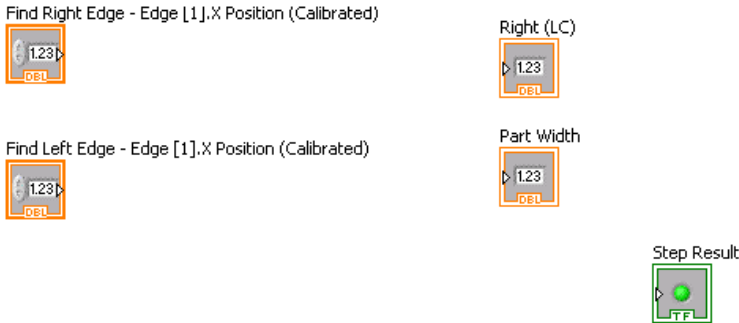 Find Right Edge - Edge [1].X Position (Calibrated)
1.23
DBL
Right (LC)
1.23
DBL
Find Left Edge - Edge [1].X Position (Calibrated)
1.23
DBL
Part Width
1.23
DBL
Step Result
TF